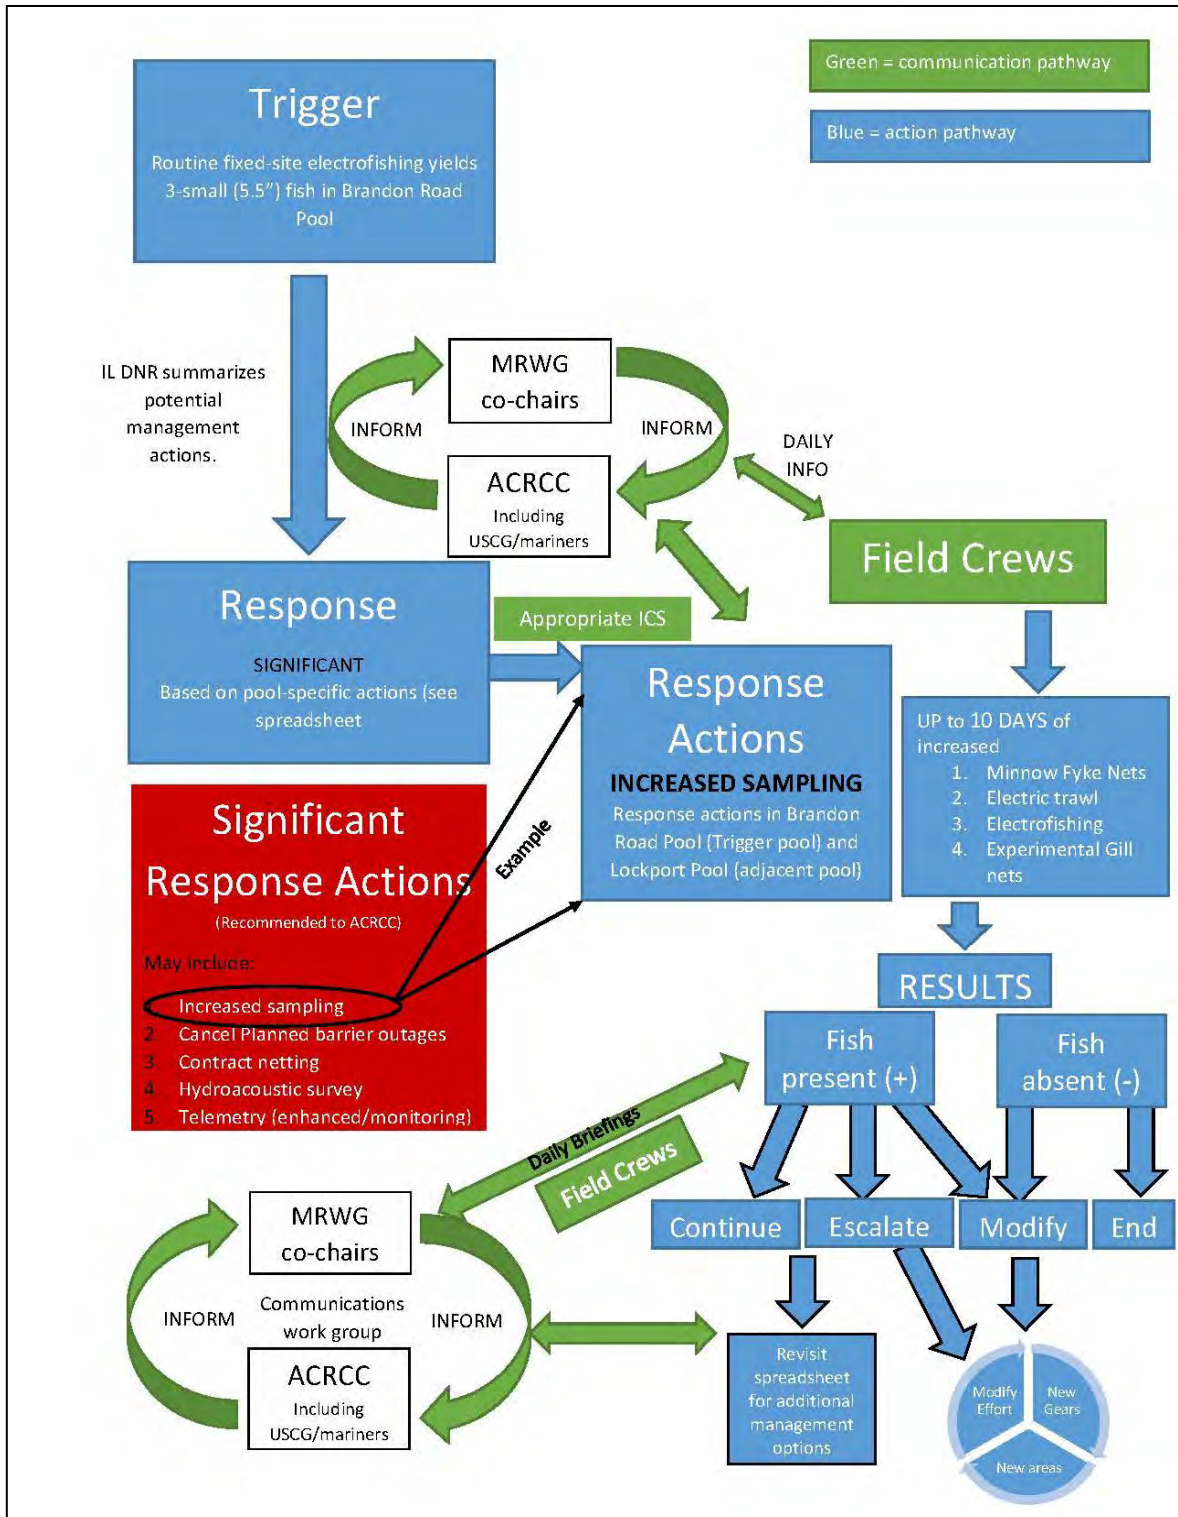 Green = communication pathway
Blue = action pathway
Trigger
Routine fixed-site electrofishing yields
3-small (5.5") fish in Brandon Road
Pool
IL DNR summarizes
potential
management
actions.
MRWG
co-chairs
INFORM
INFORM
ACRCC
Including
USCG/mariners
DAILY
INFO
Field Crews
Response
SIGNIFICANT
Based on pool-specific actions (see
spreadsheet
Appropriate ICS
Response
Actions
INCREASED SAMPLING
Response actions in Brandon
Road Pool (Trigger pool) and
Lockport Pool (adjacent pool)
UP to 10 DAYS of
increased
1. Minnow Fyke Nets
2. Electric trawl
3. Electrofishing
4. Experimental Gill
nets
Significant
Response Actions
(Recommended to ACRCC)
May include:
1. Increased sampling
2. Cancel Planned barrier outages
3. Contract netting
4. Hydroacoustic survey
5. Telemetry (enhanced/monitoring)
Example
RESULTS
Fish
present (+)
Fish
absent (-)
Daily Briefings
Field Crews
Continue
Escalate
Modify
End
MRWG
co-chairs
INFORM
Communications
work group
INFORM
ACRCC
Including
USCG/mariners
Revisit
spreadsheet
for additional
management
options
Modify
Effort
New
Gears
New areas